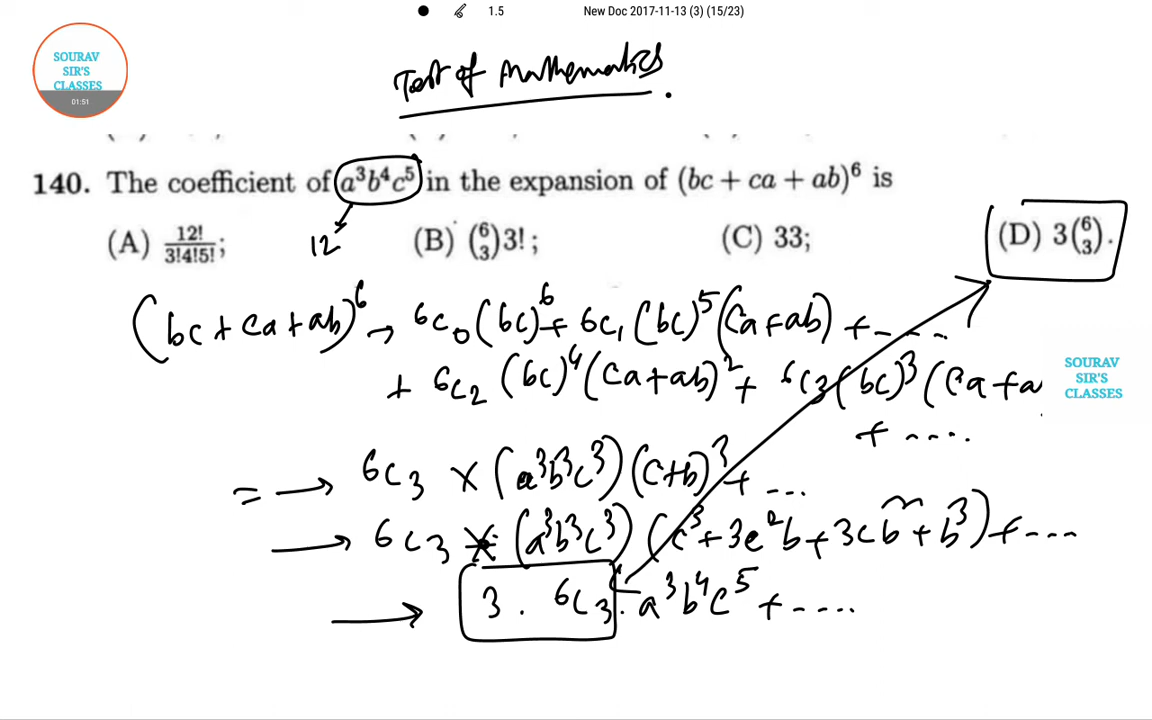 1.5 New Doc 2017-11-13 (3) (15/23)
SOURAV
SIR'S
CLASSES
01:51
Test of Mathematics.
140. The coefficient of a³b⁴c⁵ in the expansion of (bc + ca + ab)⁶ is
(A) 12!/3!4!5!; (B) (6 3)3!; (C) 33; (D) 3(6 3).
12
(bc + ca + ab)⁶ → 6c₀(bc)⁶ + 6c₁(bc)⁵(ca+ab) + ----
+ 6c₂ (bc)⁴(ca+ab)² + 6c₃(bc)³(ca+a
+ ....
SOURAV
SIR'S
CLASSES
= → 6c₃ × (a³b³c³)(c+b)³ + ...
→ 6c₃ × (a³b³c³)(c³+3c²b+3cb²+b³)+---
→ 3 . 6c₃ . a³b⁴c⁵ + ....